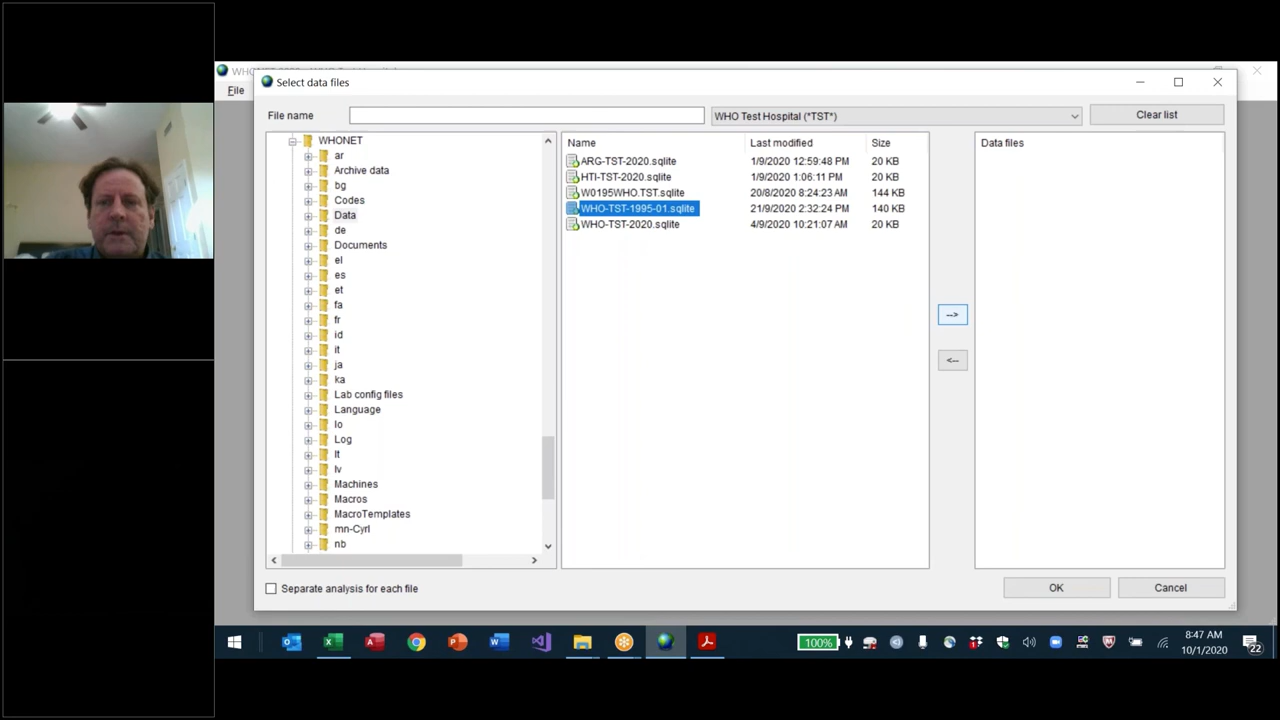 WHO
Select data files
File
File name
WHO Test Hospital (*TST*)
Clear list
WHONET
ar
Archive data
bg
Codes
Data
de
Documents
el
es
et
fa
fr
id
it
ja
ka
Lab config files
Language
lo
Log
lt
lv
Machines
Macros
MacroTemplates
mn-Cyrl
nb
Name Last modified Size
ARG-TST-2020.sqlite 1/9/2020 12:59:48 PM 20 KB
HTI-TST-2020.sqlite 1/9/2020 1:06:11 PM 20 KB
W0195WHO.TST.sqlite 20/8/2020 8:24:23 AM 144 KB
WHO-TST-1995-01.sqlite 21/9/2020 2:32:24 PM 140 KB
WHO-TST-2020.sqlite 4/9/2020 10:21:07 AM 20 KB
-->
<--
Data files
Separate analysis for each file
OK
Cancel
100%
8:47 AM
10/1/2020
22